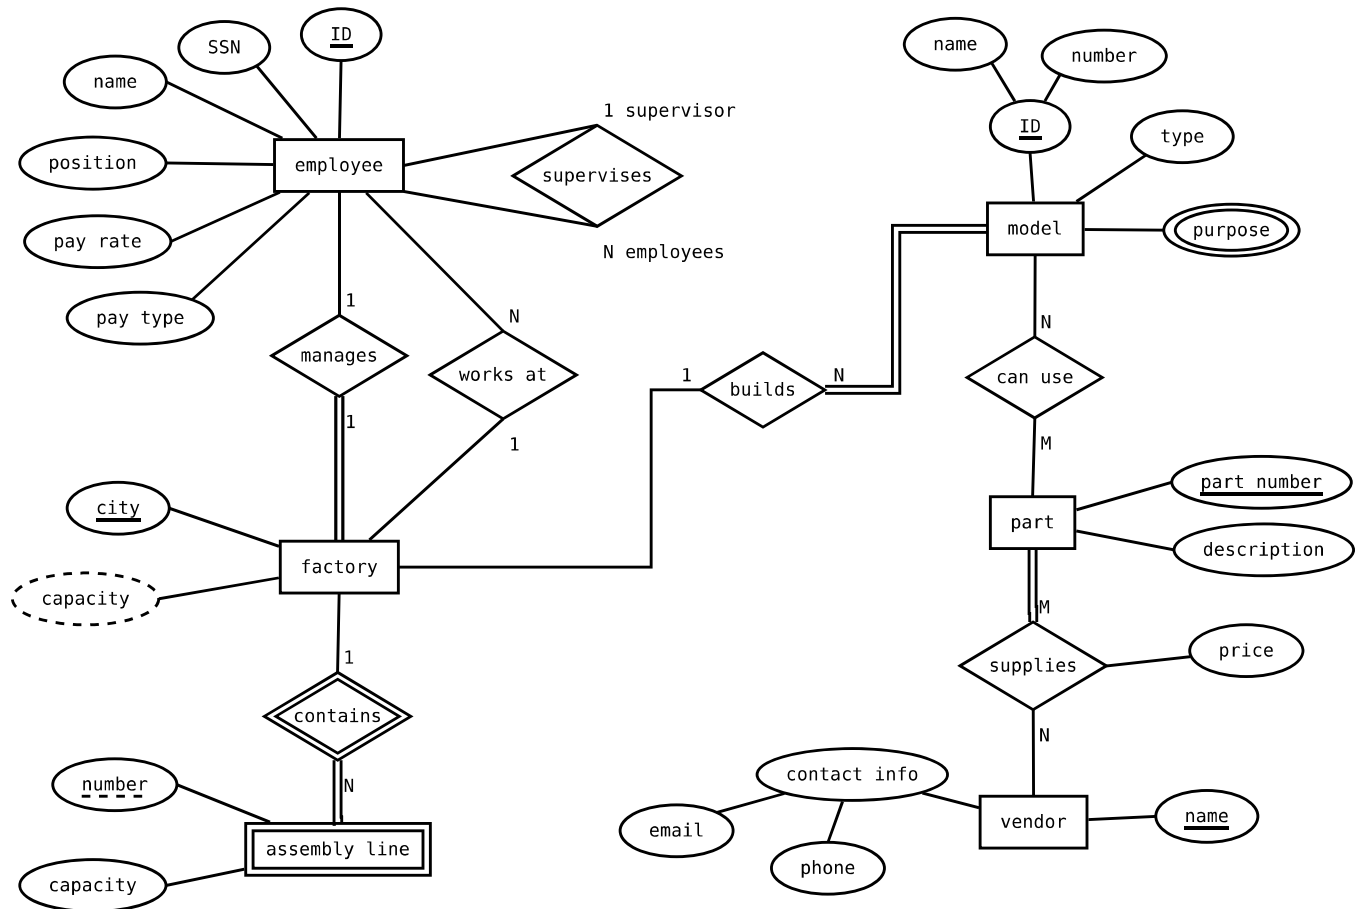 ID
name
SSN
name
number
1 supervisor
ID
type
position
employee
supervises
pay rate
model
purpose
N employees
pay type
1
N
N
manages
works at
1
builds
N
can use
1
1
M
city
part number
part
description
factory
capacity
M
1
supplies
price
contains
N
number
N
contact info
email
vendor
name
assembly line
phone
capacity